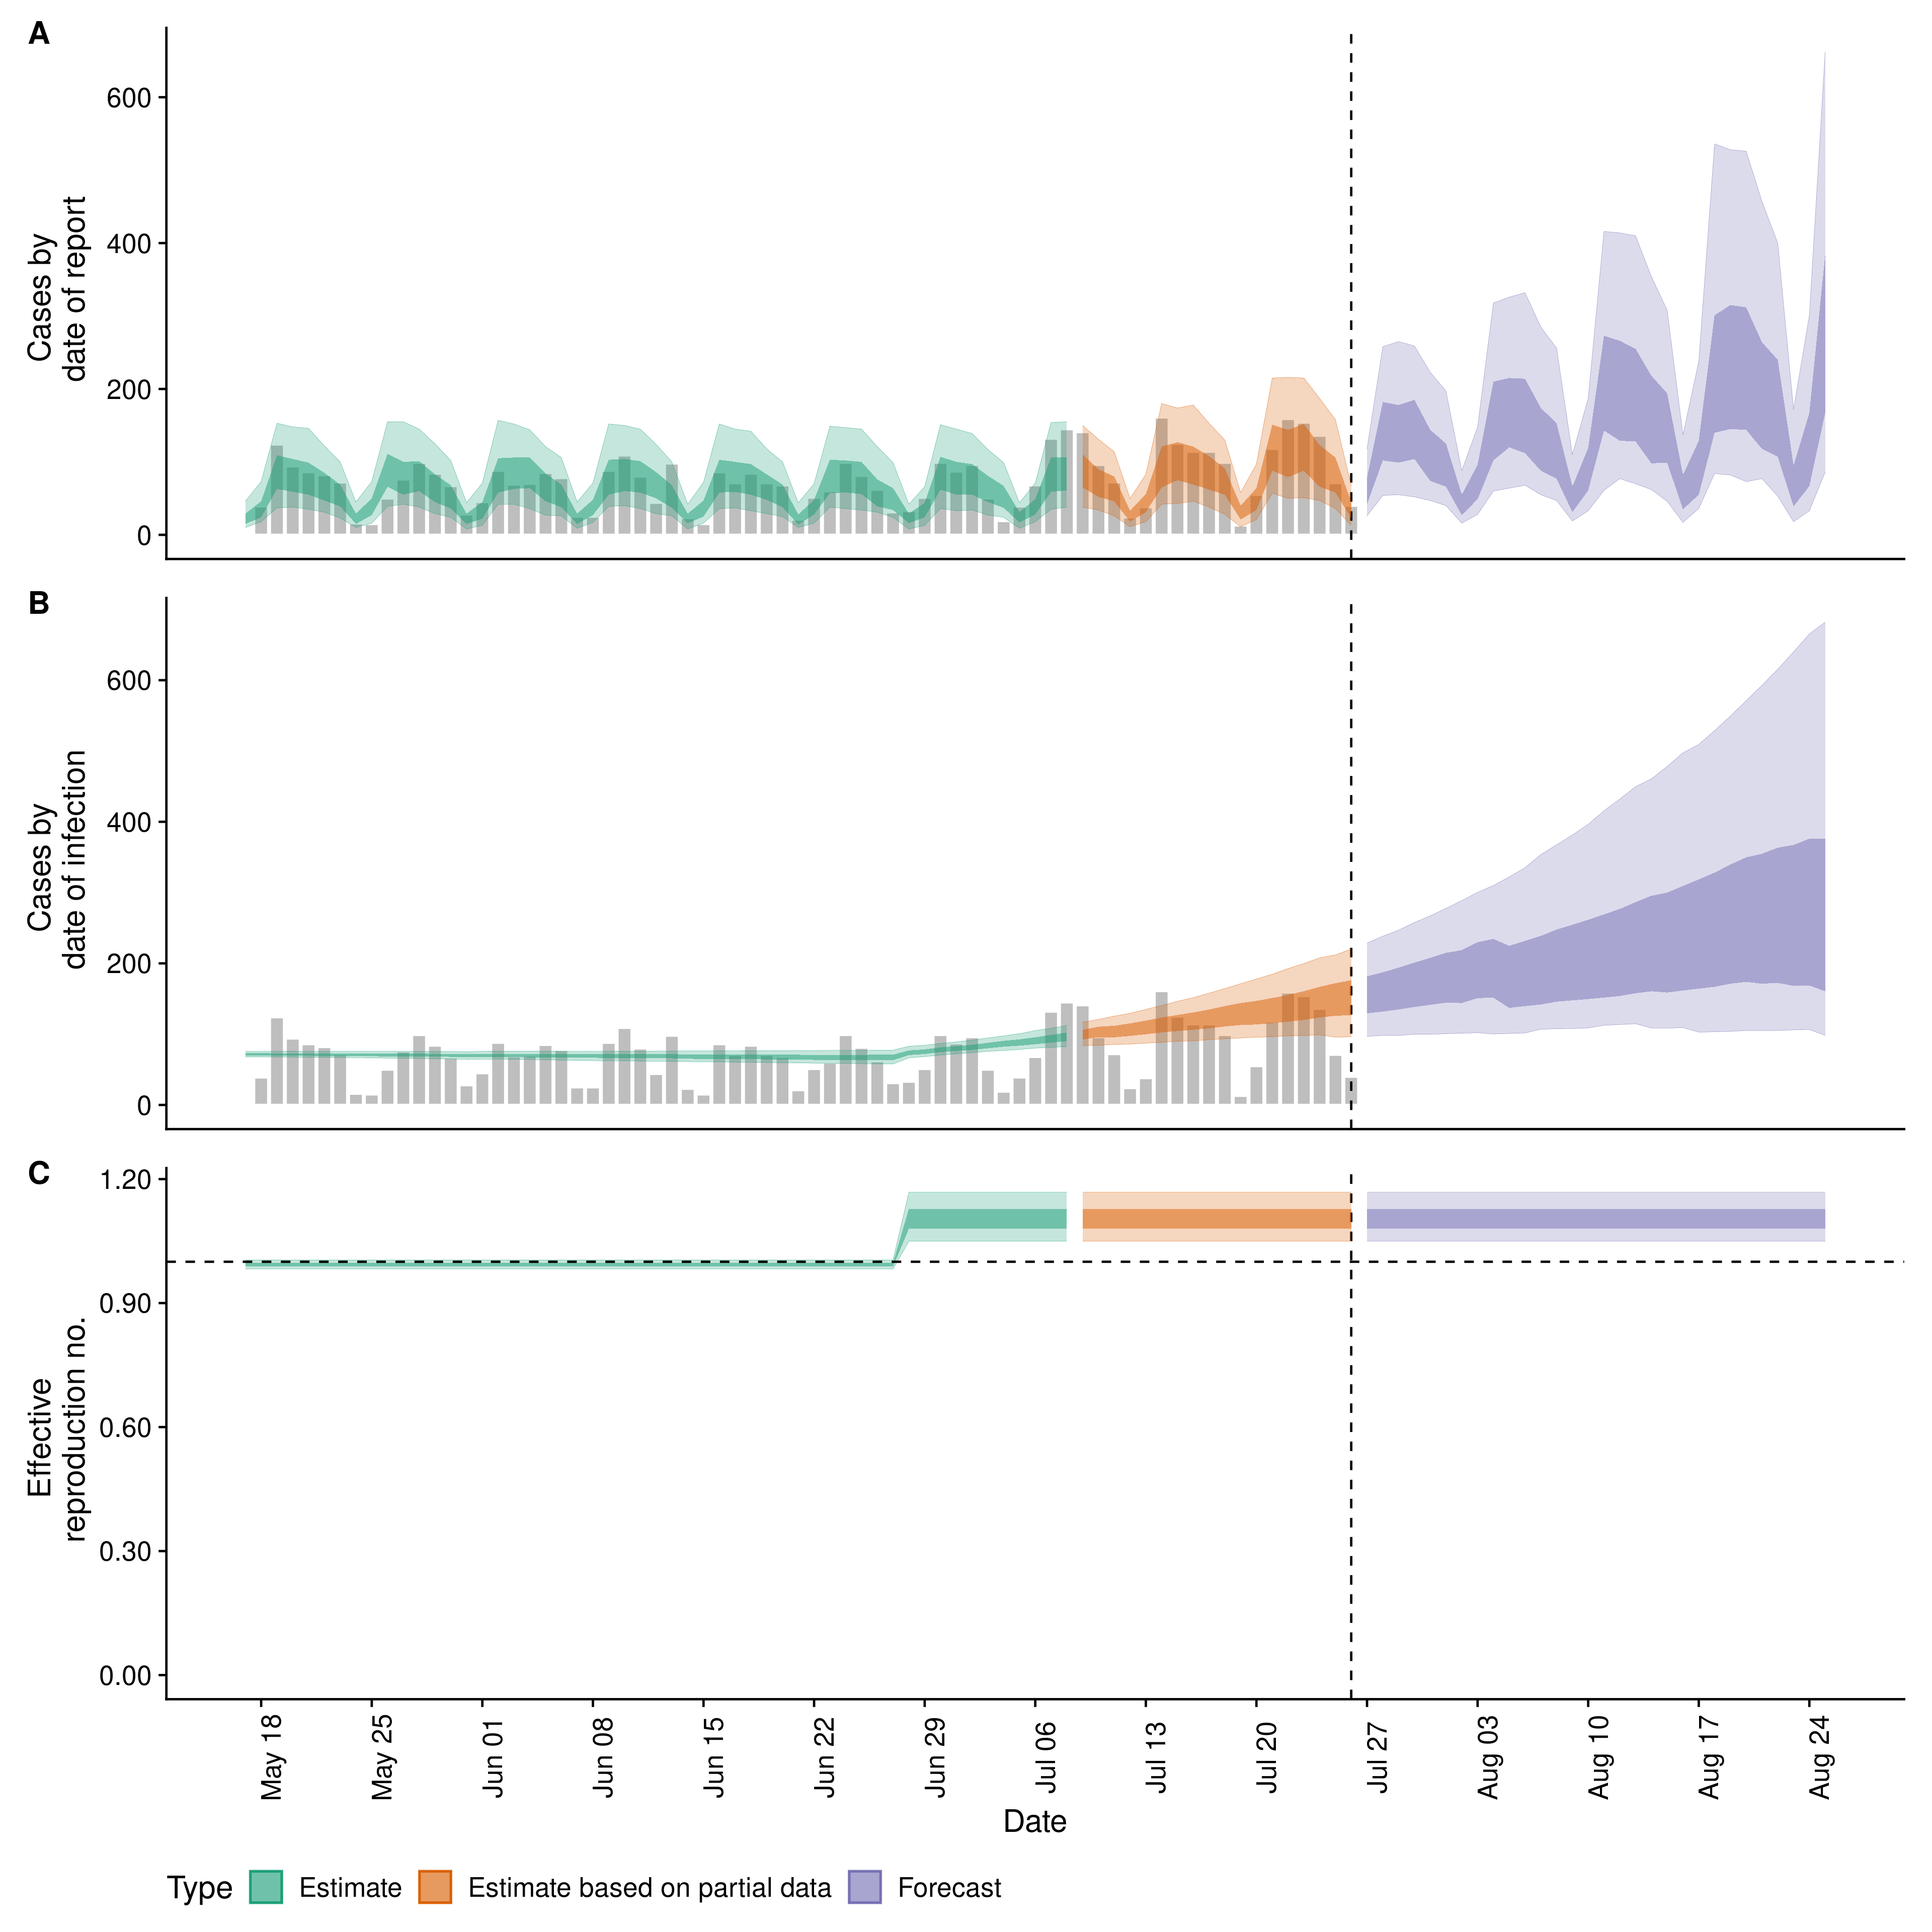 A
600
400
200
0
Cases by
date of report
B
600
400
200
0
Cases by
date of infection
C
1.20
0.90
0.60
0.30
0.00
Effective
reproduction no.
May 18
May 25
Jun 01
Jun 08
Jun 15
Jun 22
Jun 29
Jul 06
Jul 13
Jul 20
Jul 27
Aug 03
Aug 10
Aug 17
Aug 24
Date
Type Estimate Estimate based on partial data Forecast